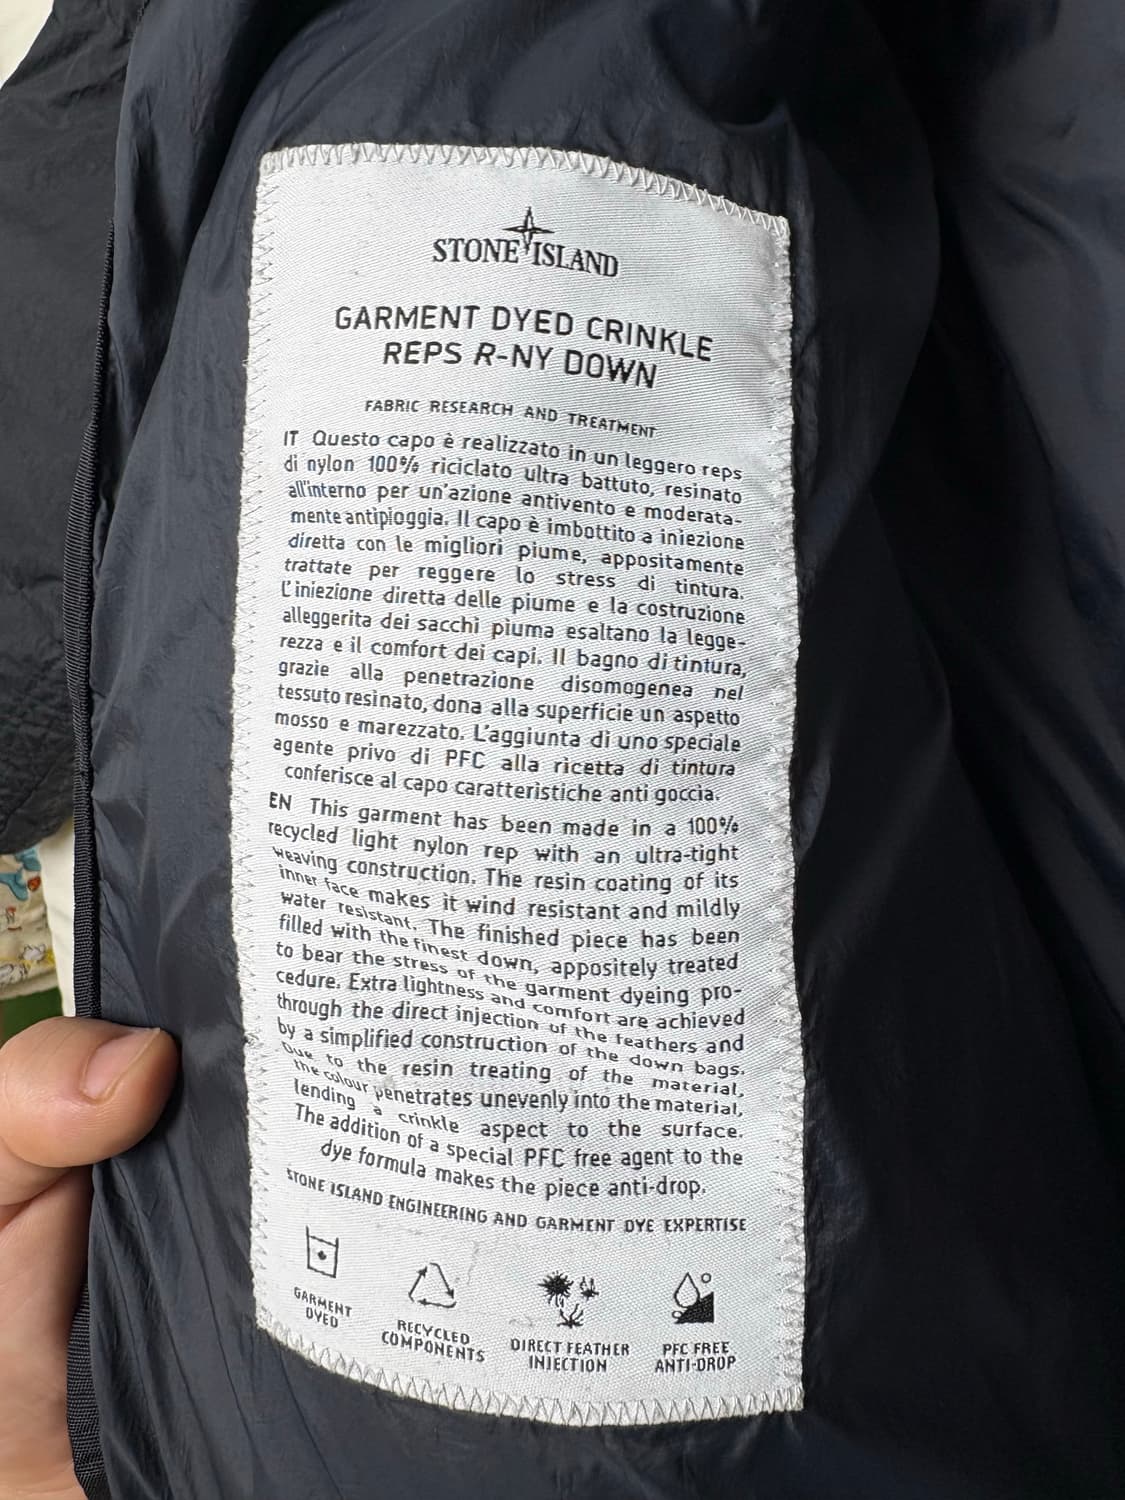 STONE ISLAND
GARMENT DYED CRINKLE
REPS R-NY DOWN
FABRIC RESEARCH AND TREATMENT
IT Questo capo è realizzato in un leggero reps
di nylon 100% riciclato ultra battuto, resinato
all'interno per un'azione antivento e moderata-
mente antipioggia. Il capo è imbottito a iniezione
diretta con le migliori piume, appositamente
trattate per reggere lo stress di tintura.
L'iniezione diretta delle piume e la costruzione
alleggerita dei sacchi piuma esaltano la legge-
rezza e il comfort dei capi. Il bagno di tintura,
grazie alla penetrazione disomogenea nel
tessuto resinato, dona alla superficie un aspetto
mosso e marezzato. L'aggiunta di uno speciale
agente privo di PFC alla ricetta di tintura
conferisce al capo caratteristiche anti goccia.
EN This garment has been made in a 100%
recycled light nylon rep with an ultra-tight
weaving construction. The resin coating of its
inner face makes it wind resistant and mildly
water resistant. The finished piece has been
filled with the finest down, appositely treated
to bear the stress of the garment dyeing pro-
cedure. Extra lightness and comfort are achieved
through the direct injection of the feathers and
by a simplified construction of the down bags.
Due to the resin treating of the material,
the colour penetrates unevenly into the material,
lending a crinkle aspect to the surface.
The addition of a special PFC free agent to the
dye formula makes the piece anti-drop.
STONE ISLAND ENGINEERING AND GARMENT DYE EXPERTISE
GARMENT
DYED
RECYCLED
COMPONENTS
DIRECT FEATHER
INJECTION
PFC FREE
ANTI-DROP